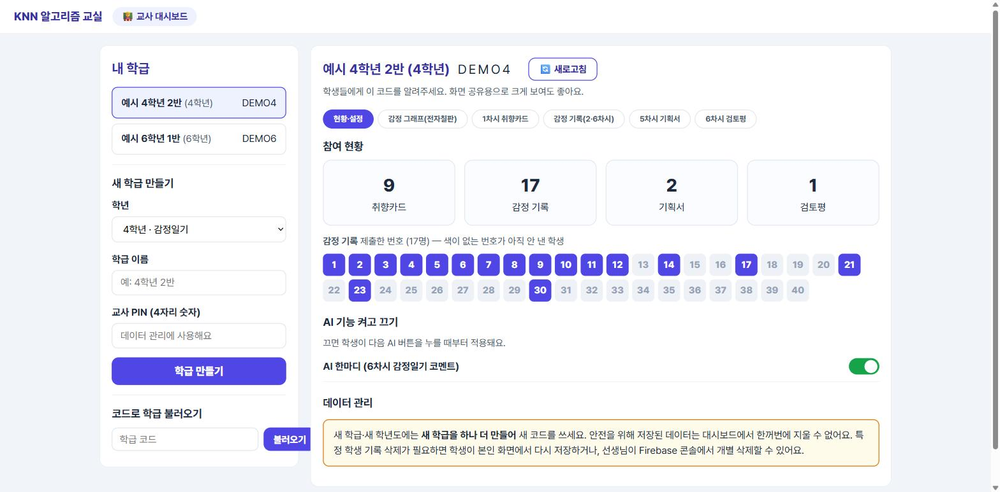 KNN 알고리즘 교실
교사 대시보드
내 학급
예시 4학년 2반 (4학년) DEMO4
예시 6학년 1반 (6학년) DEMO6
새 학급 만들기
학년
4학년 · 감정일기
학급 이름
예: 4학년 2반
교사 PIN (4자리 숫자)
데이터 관리에 사용해요
학급 만들기
코드로 학급 불러오기
학급 코드 불러오기
예시 4학년 2반 (4학년) DEMO4 새로고침
학생들에게 이 코드를 알려주세요. 화면 공유용으로 크게 보여도 좋아요.
현황·설정 감정 그래프(전자칠판) 1차시 취향카드 감정 기록(2·6차시) 5차시 기획서 6차시 검토평
참여 현황
9 17 2 1
취향카드 감정 기록 기획서 검토평
감정 기록 제출한 번호 (17명) — 색이 없는 번호가 아직 안 낸 학생
1 2 3 4 5 6 7 8 9 10 11 12 13 14 15 16 17 18 19 20 21
22 23 24 25 26 27 28 29 30 31 32 33 34 35 36 37 38 39 40
AI 기능 켜고 끄기
끄면 학생이 다음 AI 버튼을 누를 때부터 적용돼요.
AI 한마디 (6차시 감정일기 코멘트)
데이터 관리
새 학급·새 학년도에는 새 학급을 하나 더 만들어 새 코드를 쓰세요. 안전을 위해 저장된 데이터는 대시보드에서 한꺼번에 지울 수 없어요. 특
정 학생 기록 삭제가 필요하면 학생이 본인 화면에서 다시 저장하거나, 선생님이 Firebase 콘솔에서 개별 삭제할 수 있어요.